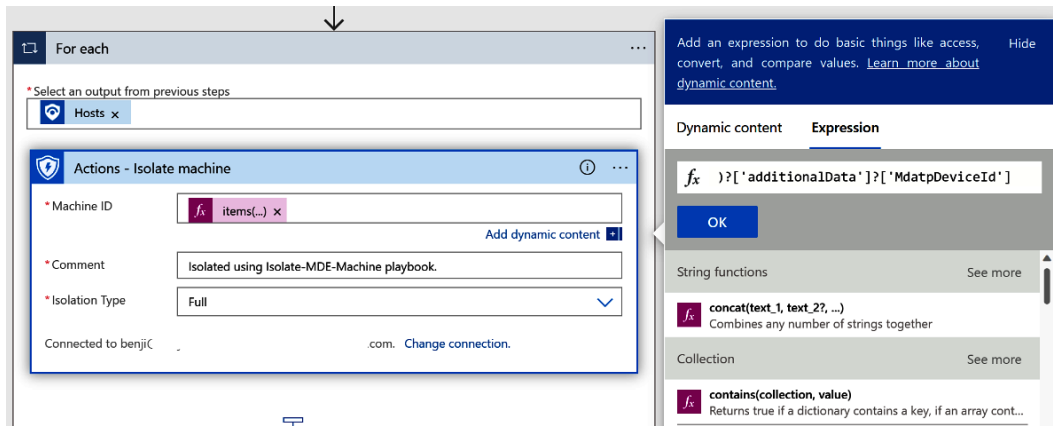 For each
...
*Select an output from previous steps
Hosts ×
Actions - Isolate machine
...
*Machine ID
fx items(...) ×
Add dynamic content +
*Comment
Isolated using Isolate-MDE-Machine playbook.
*Isolation Type
Full
Connected to benji(
.com. Change connection.
Add an expression to do basic things like access,
convert, and compare values. Learn more about
dynamic content.
Hide
Dynamic content
Expression
fx )?['additionalData']?['MdatpDeviceId']
OK
String functions
See more
fx concat(text_1, text_2?, ...)
Combines any number of strings together
Collection
See more
fx contains(collection, value)
Returns true if a dictionary contains a key, if an array cont...